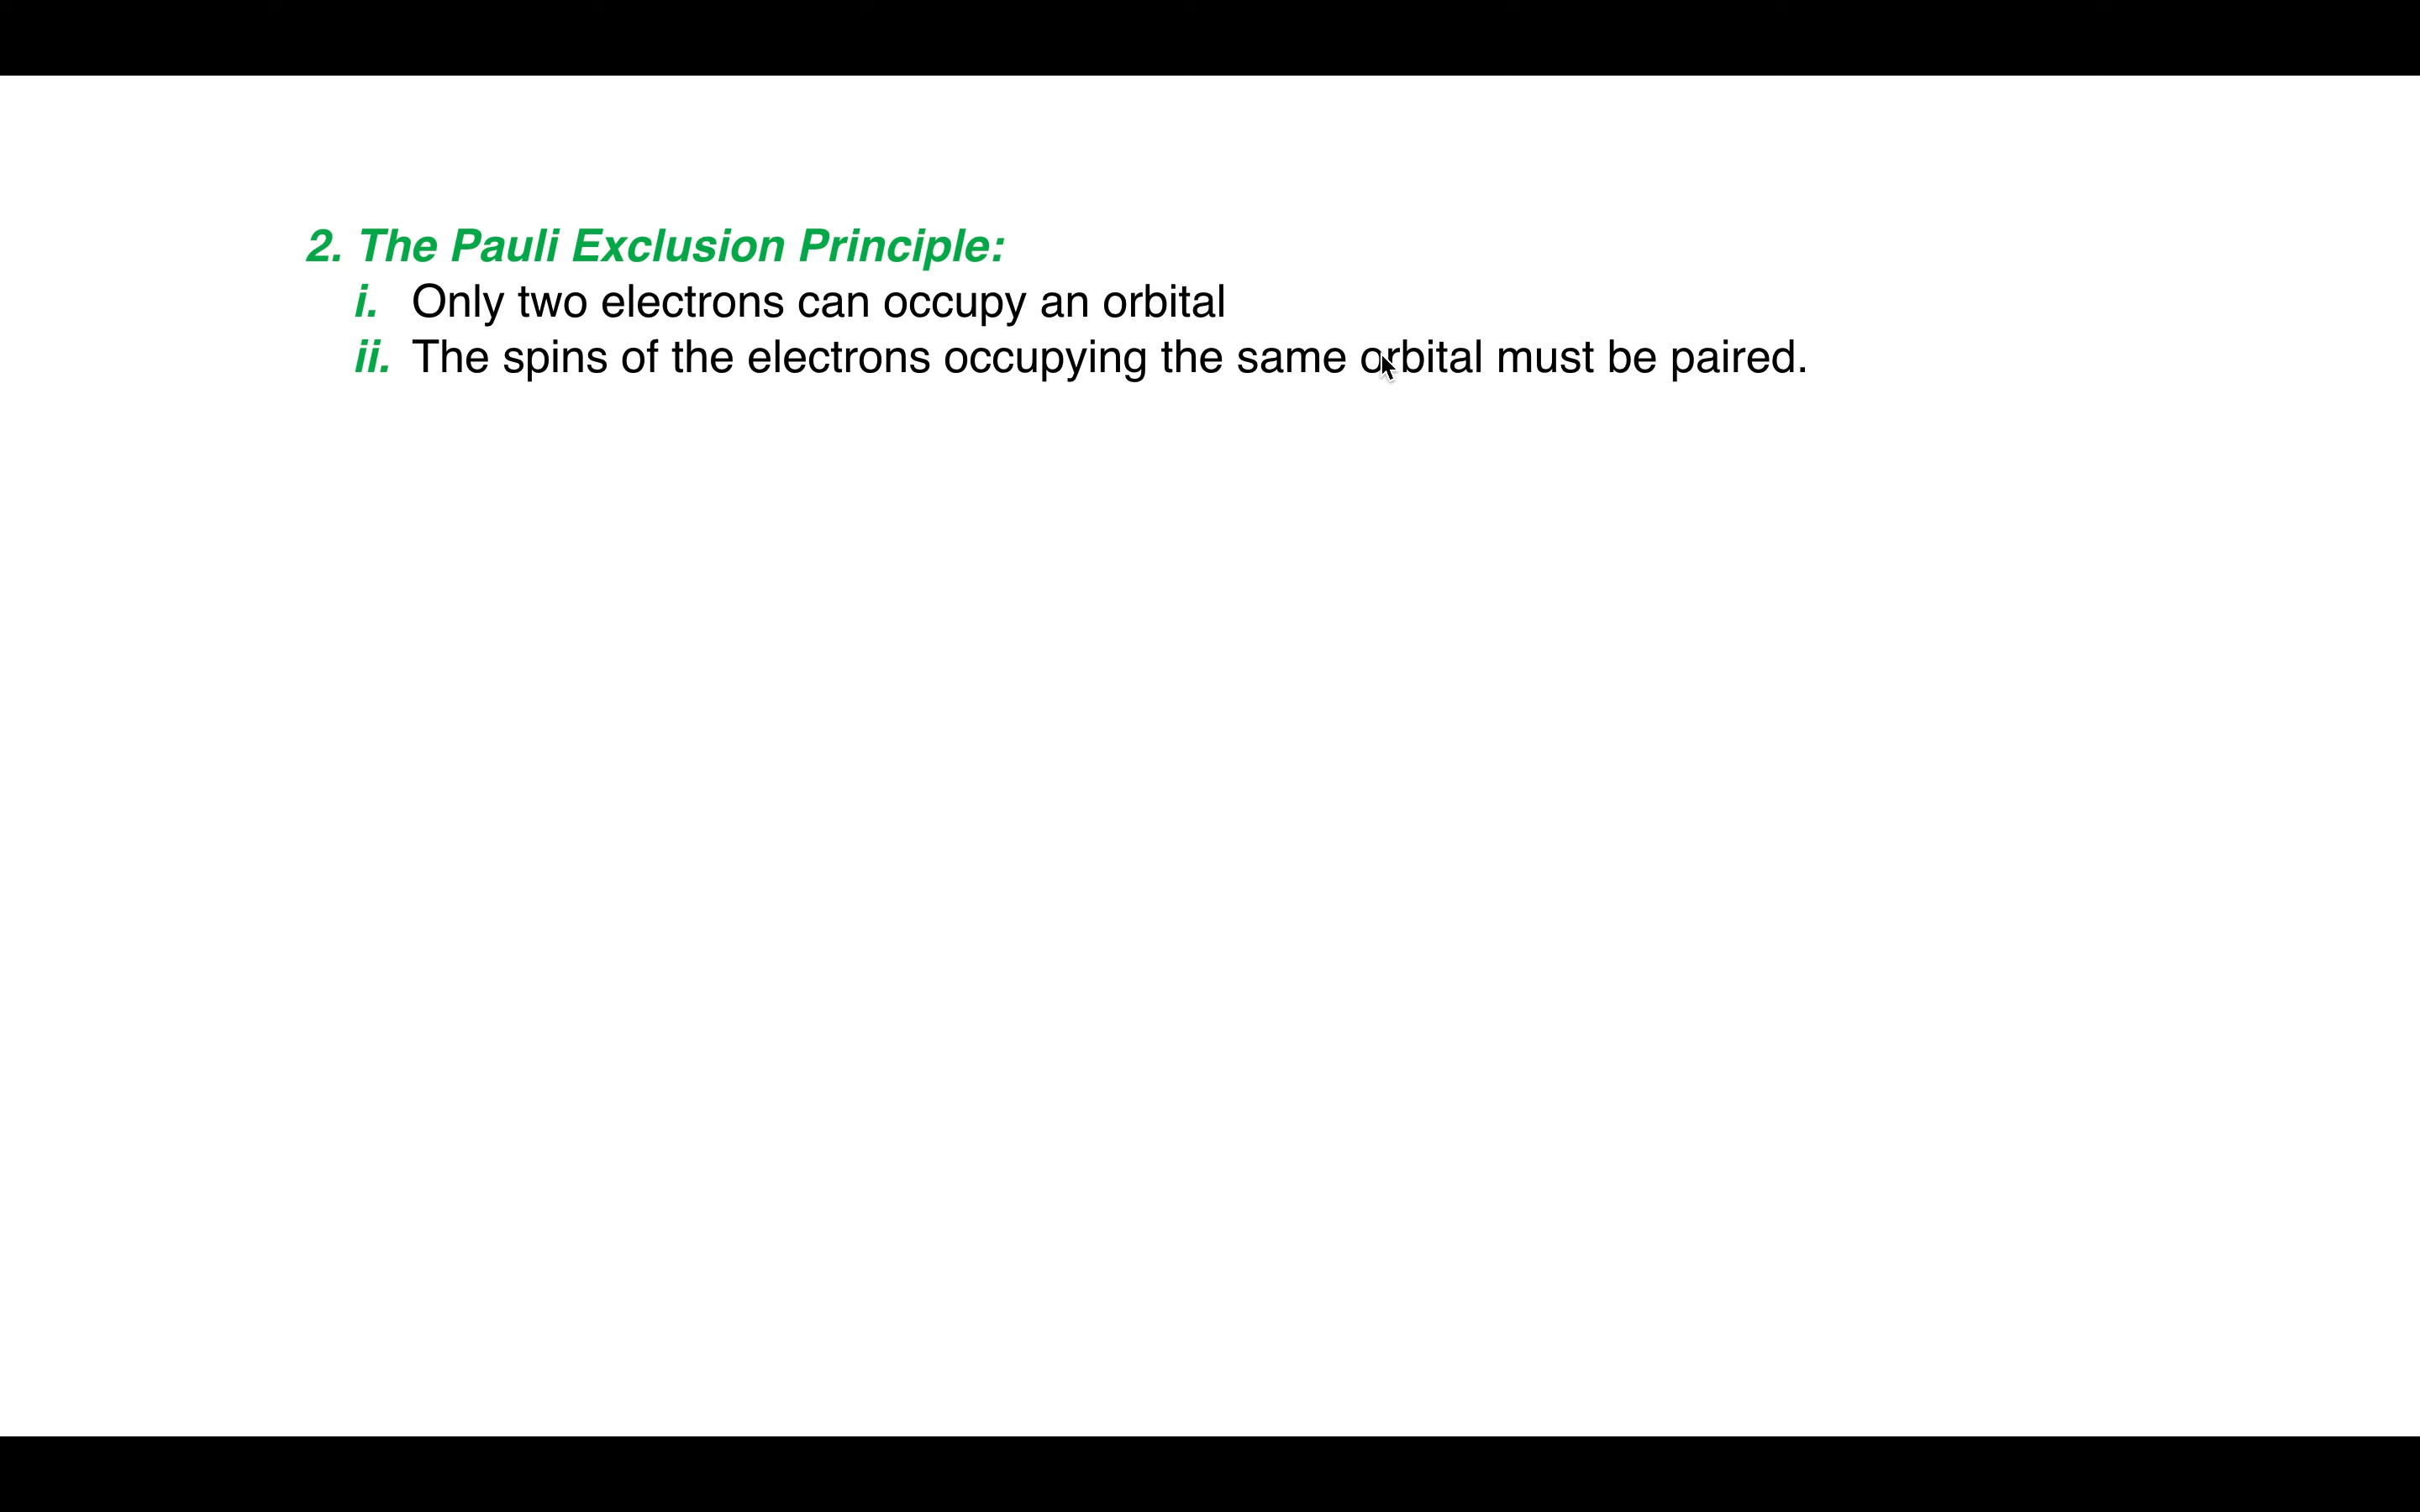 2. The Pauli Exclusion Principle:
i. Only two electrons can occupy an orbital
ii. The spins of the electrons occupying the same orbital must be paired.